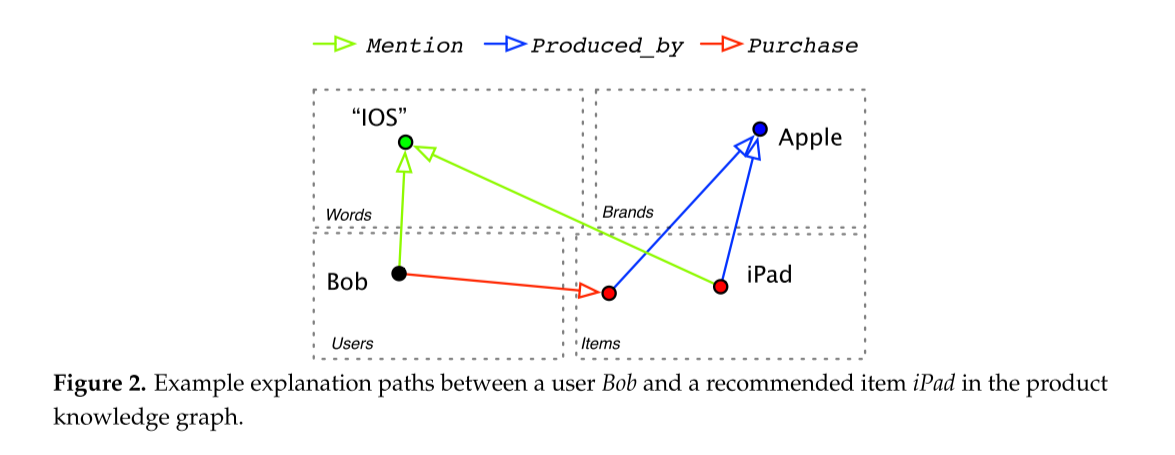 Mention Produced_by Purchase
“IOS”
Apple
Words
Brands
Bob
iPad
Users
Items
Figure 2. Example explanation paths between a user Bob and a recommended item iPad in the product
knowledge graph.